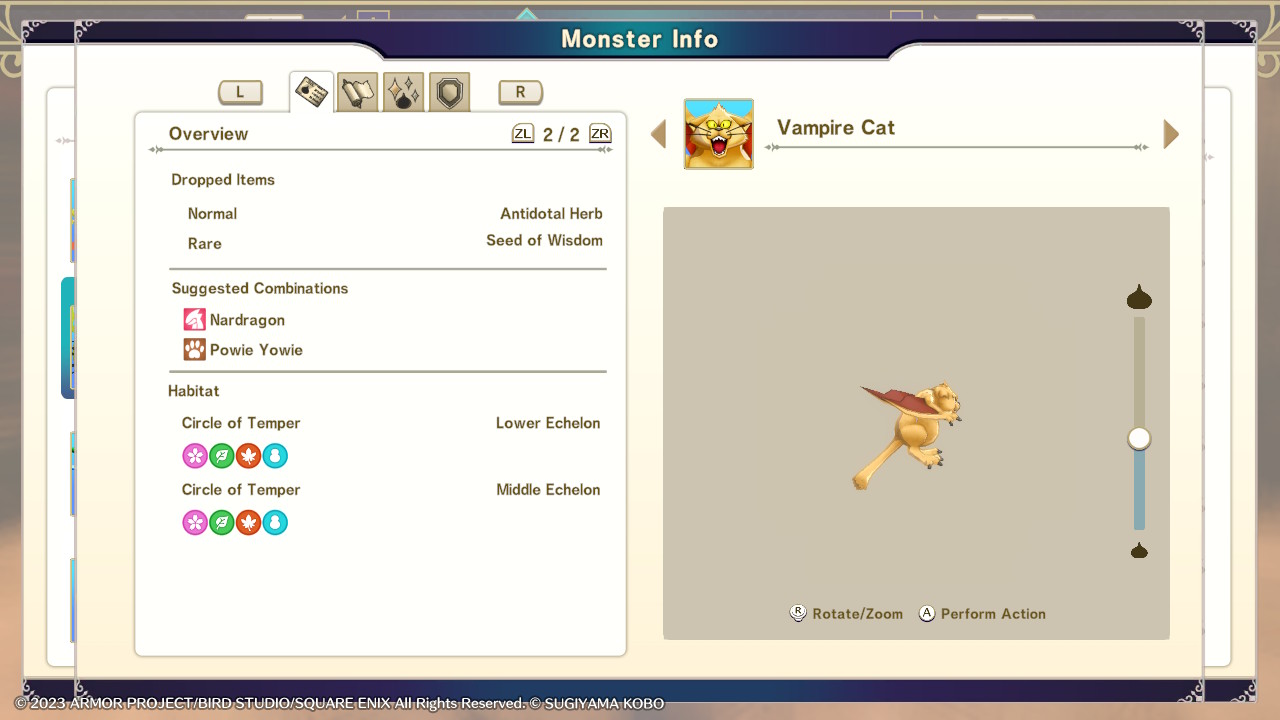 Monster Info
L
R
Overview
ZL 2 / 2 ZR
Vampire Cat
Dropped Items
Normal Antidotal Herb
Rare Seed of Wisdom
Suggested Combinations
Nardragon
Powie Yowie
Habitat
Circle of Temper Lower Echelon
Circle of Temper Middle Echelon
R Rotate/Zoom A Perform Action
© 2023 ARMOR PROJECT/BIRD STUDIO/SQUARE ENIX All Rights Reserved. © SUGIYAMA KOBO